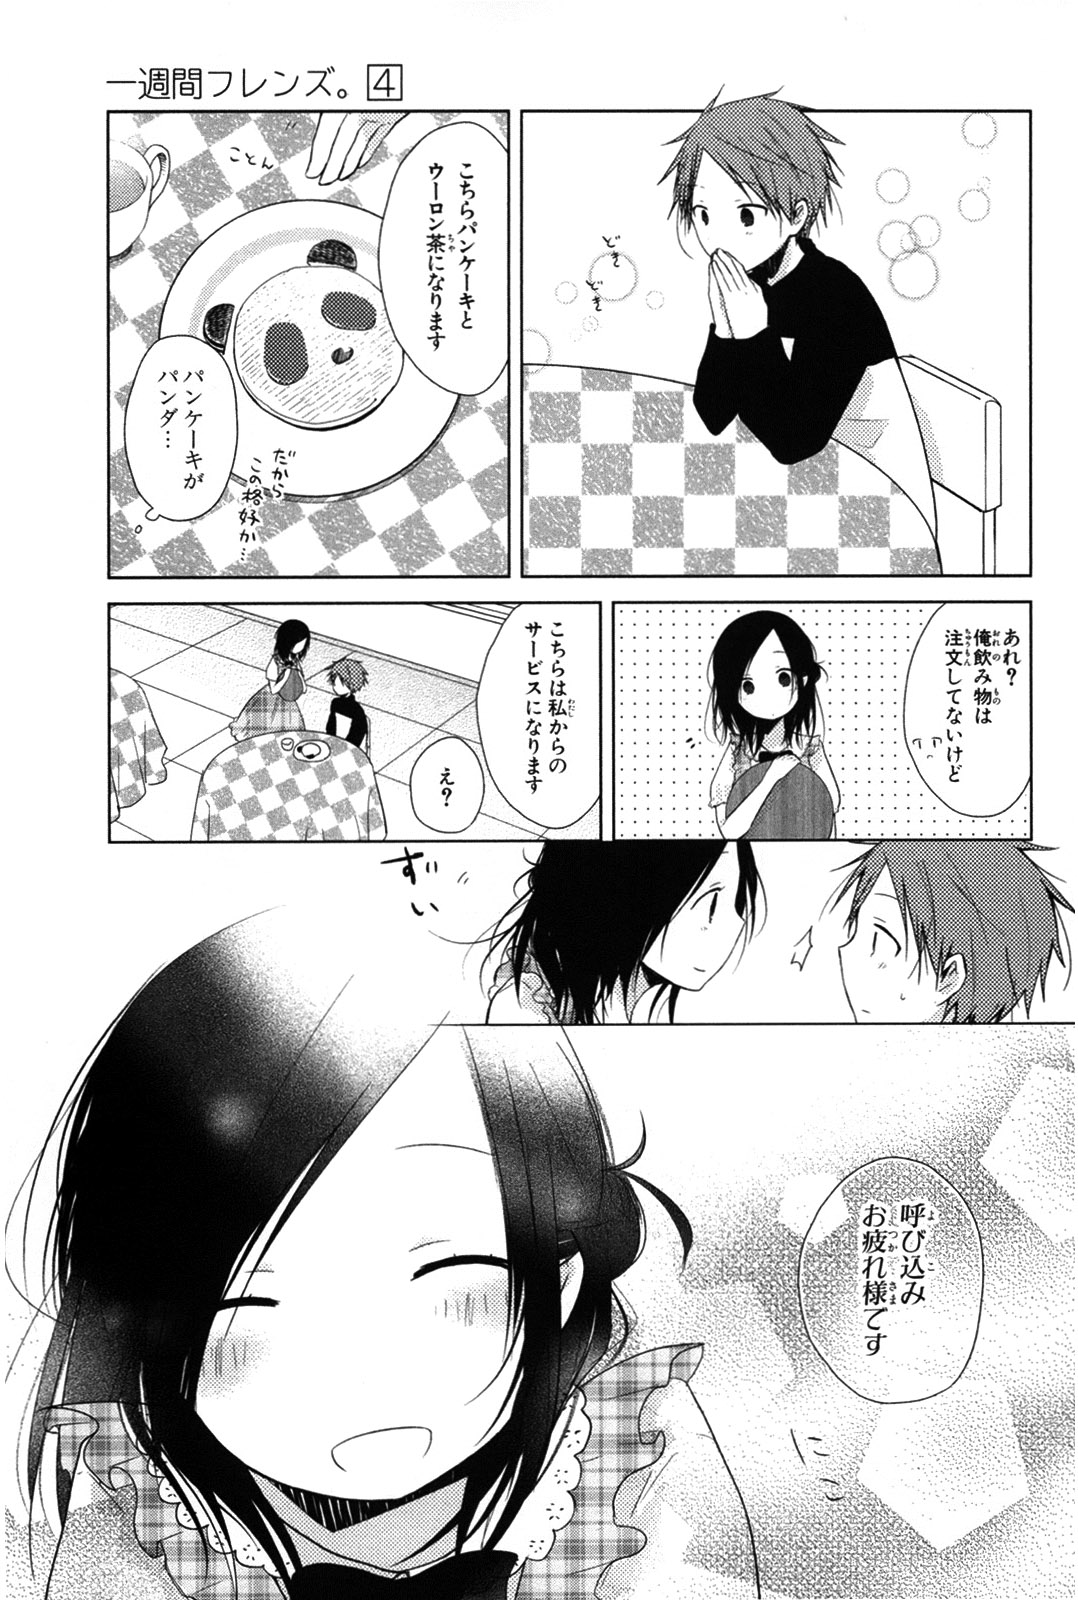 一週間フレンズ。4
どき
どき
こちらパンケーキと
ウーロン茶になります
ことん
パンケーキが
パンダ…
だから
この格好か…
あれ?
俺飲み物は
注文してないけど
こちらは私からの
サービスになります
え?
ずい
呼び込み
お疲れ様です
にこ